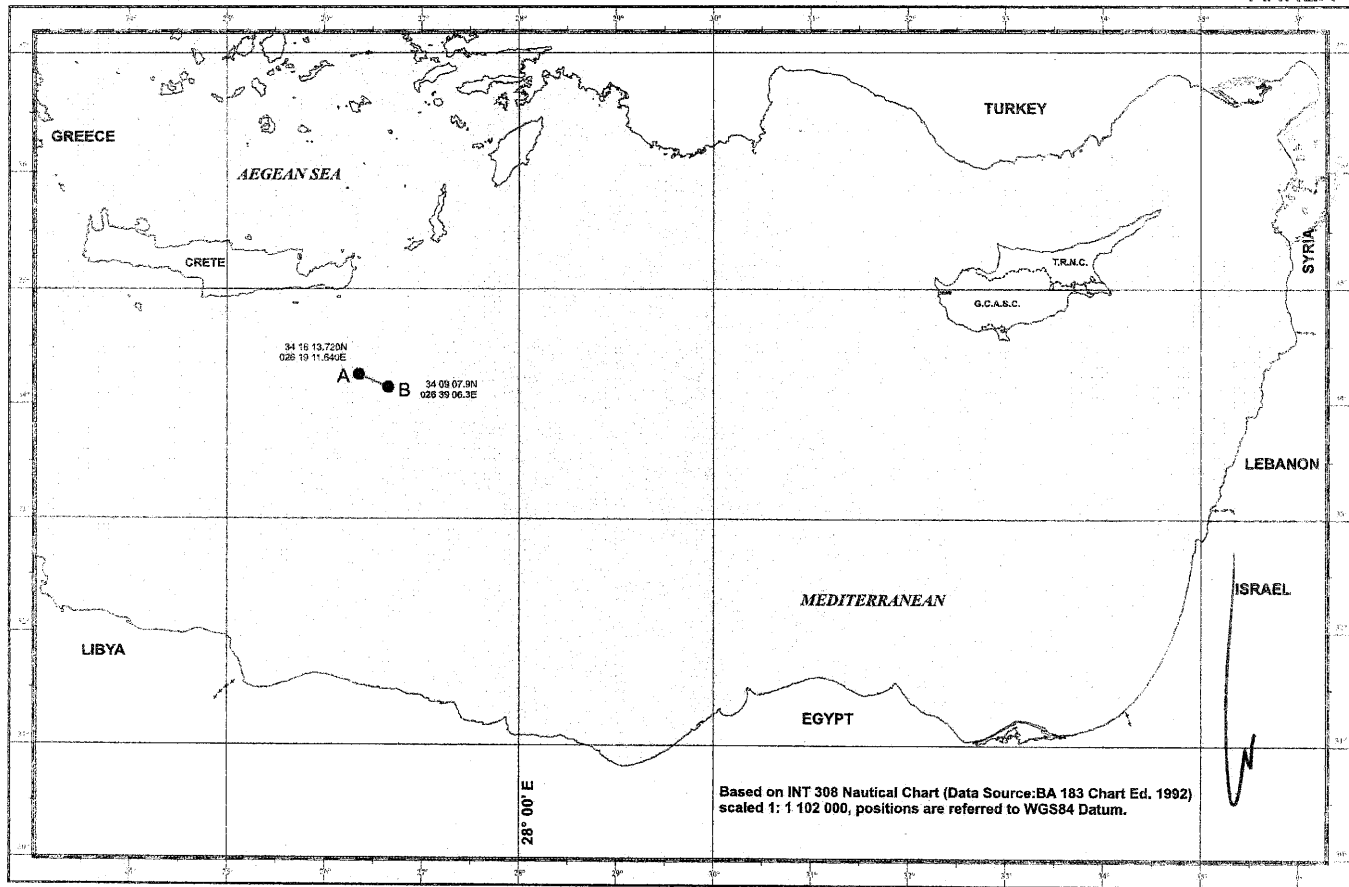 TURKEY
GREECE
AEGEAN SEA
CRETE
T.R.N.C.
SYRIA
G.C.A.S.C.
34 16 13.720N
026 19 11.640E
A
B
34 09 07.9N
026 39 06.3E
LEBANON
ISRAEL
MEDITERRANEAN
LIBYA
EGYPT
28° 00' E
Based on INT 308 Nautical Chart (Data Source:BA 183 Chart Ed. 1992)
scaled 1: 1 102 000, positions are referred to WGS84 Datum.